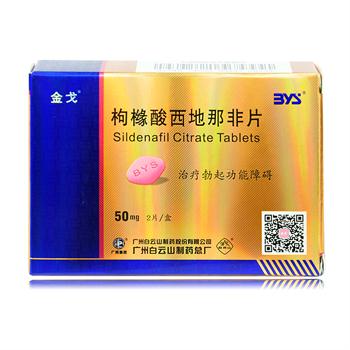 金戈®
BYS®
枸橼酸西地那非片
Sildenafil Citrate Tablets
BYS
治疗勃起功能障碍
50mg 2片/盒
广州白云山制药股份有限公司
广州白云山制药总厂